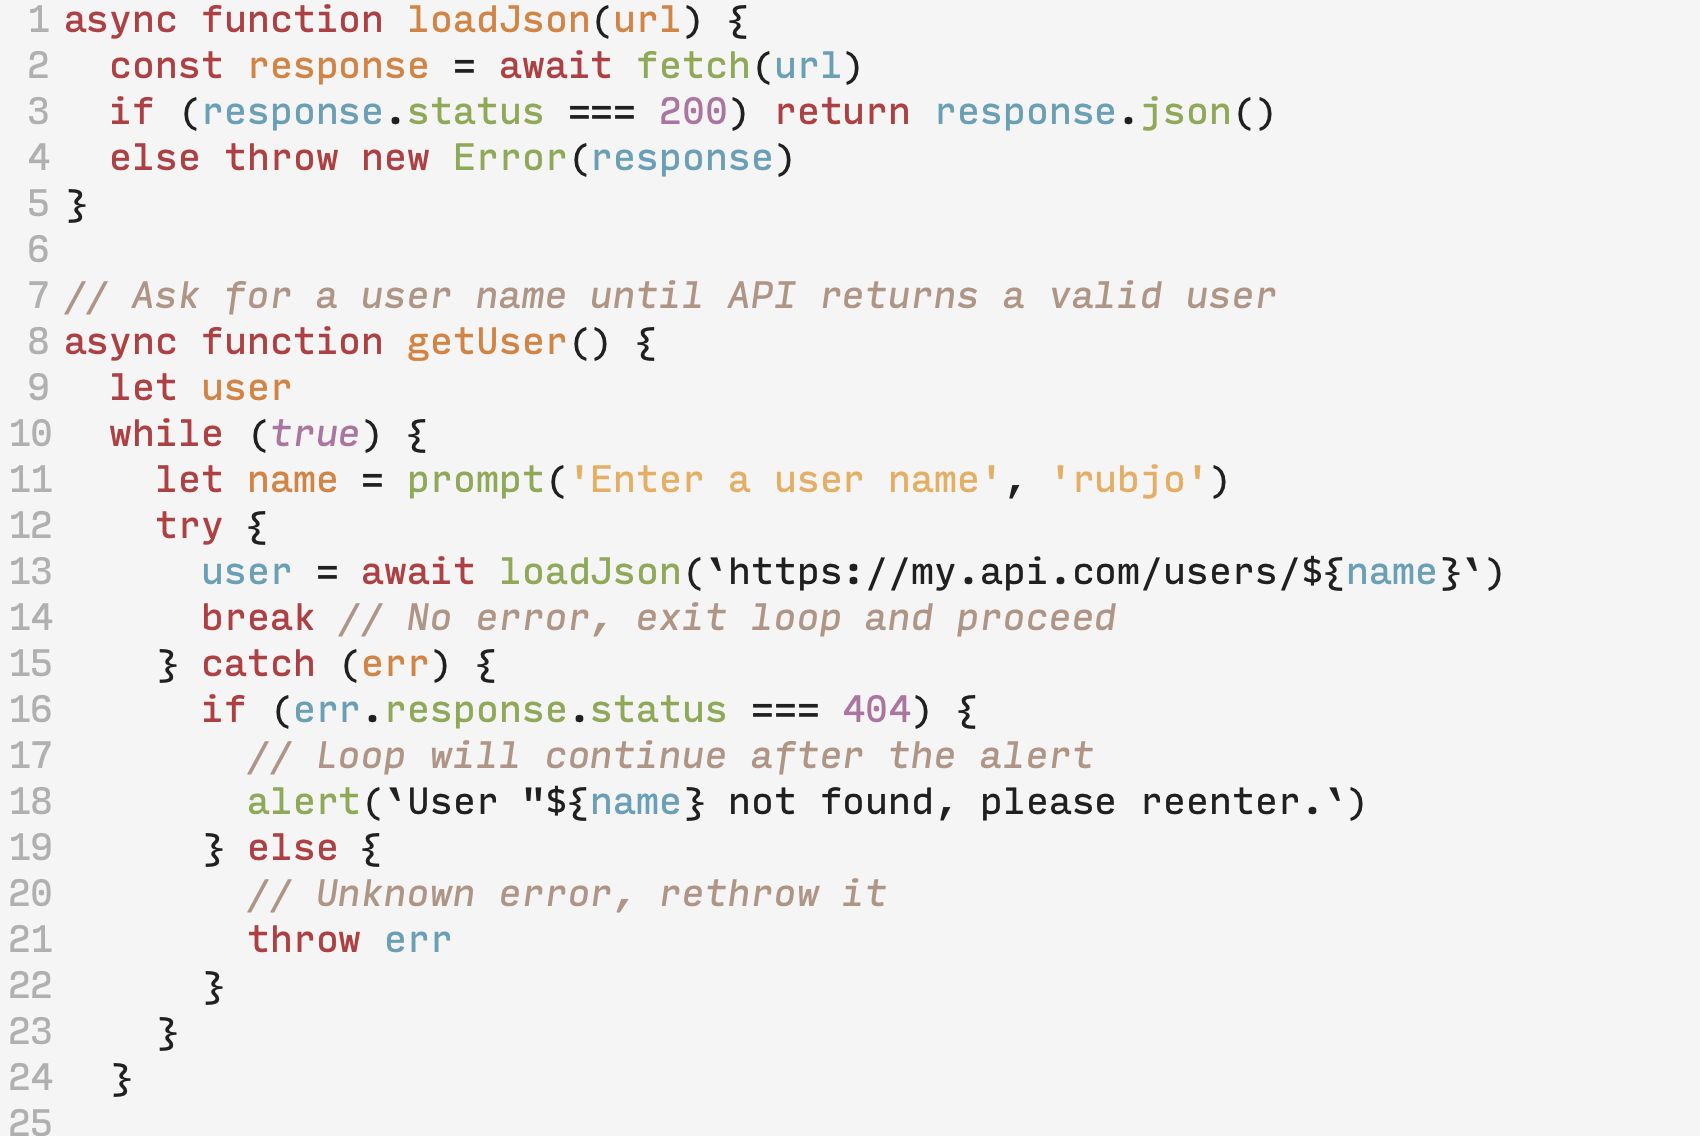 1 async function loadJson(url) {
2   const response = await fetch(url)
3   if (response.status === 200) return response.json()
4   else throw new Error(response)
5 }
6
7 // Ask for a user name until API returns a valid user
8 async function getUser() {
9   let user
10   while (true) {
11     let name = prompt('Enter a user name', 'rubjo')
12     try {
13       user = await loadJson(`https://my.api.com/users/${name}`)
14       break // No error, exit loop and proceed
15     } catch (err) {
16       if (err.response.status === 404) {
17         // Loop will continue after the alert
18         alert(`User "${name} not found, please reenter.`)
19       } else {
20         // Unknown error, rethrow it
21         throw err
22       }
23     }
24   }
25